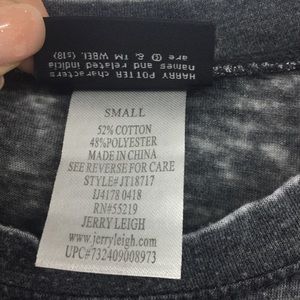 HARRY POTTER characters
names and related indicia
are © & TM WBEI. (s18)
SMALL
52% COTTON
48%POLYESTER
MADE IN CHINA
SEE REVERSE FOR CARE
STYLE#JT18717
IJ4178 0418
RN#55219
JERRY LEIGH
www.jerryleigh.com
UPC#732409008973